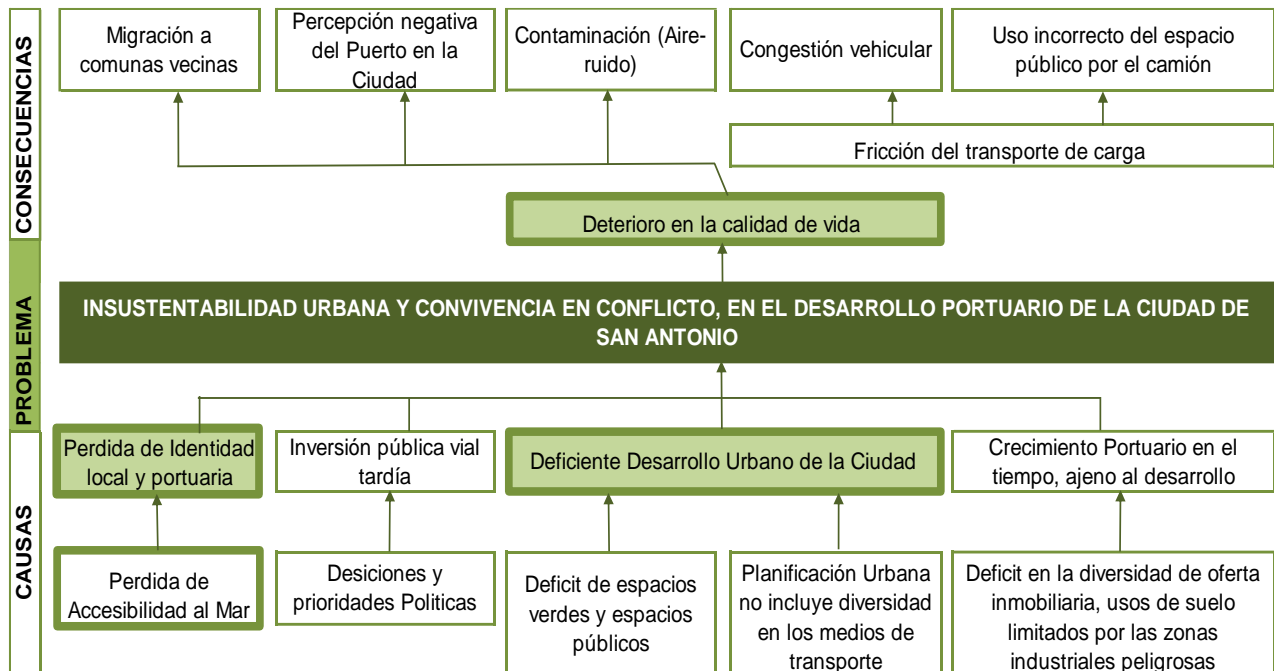 CONSECUENCIAS
Migración a
comunas vecinas
Percepción negativa
del Puerto en la
Ciudad
Contaminación (Aire-
ruido)
Congestión vehicular
Uso incorrecto del espacio
público por el camión
Fricción del transporte de carga
Deterioro en la calidad de vida
PROBLEMA
INSUSTENTABILIDAD URBANA Y CONVIVENCIA EN CONFLICTO, EN EL DESARROLLO PORTUARIO DE LA CIUDAD DE
SAN ANTONIO
CAUSAS
Perdida de Identidad
local y portuaria
Inversión pública vial
tardía
Deficiente Desarrollo Urbano de la Ciudad
Crecimiento Portuario en el
tiempo, ajeno al desarrollo
Perdida de
Accesibilidad al Mar
Desiciones y
prioridades Politicas
Deficit de espacios
verdes y espacios
públicos
Planificación Urbana
no incluye diversidad
en los medios de
transporte
Deficit en la diversidad de oferta
inmobiliaria, usos de suelo
limitados por las zonas
industriales peligrosas